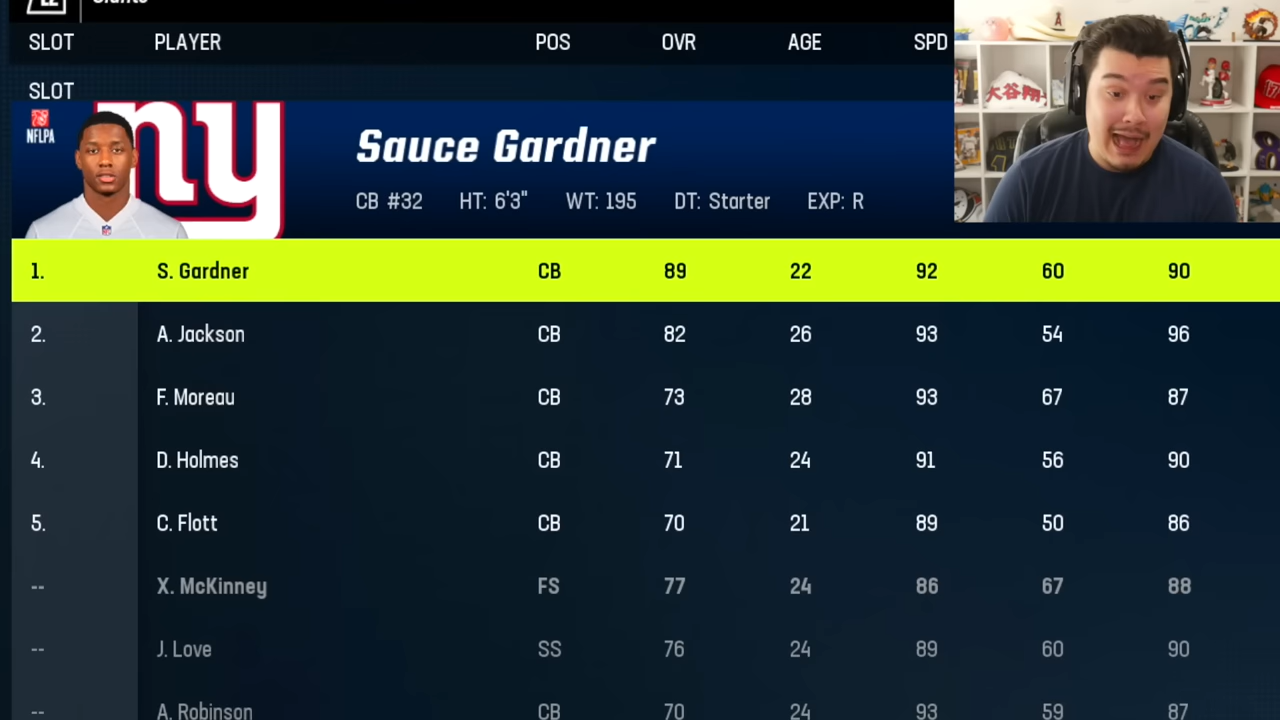 SLOT PLAYER POS OVR AGE SPD
SLOT
NFLPA
ny
Sauce Gardner
CB #32 HT: 6'3" WT: 195 DT: Starter EXP: R
1. S. Gardner CB 89 22 92 60 90
2. A. Jackson CB 82 26 93 54 96
3. F. Moreau CB 73 28 93 67 87
4. D. Holmes CB 71 24 91 56 90
5. C. Flott CB 70 21 89 50 86
-- X. McKinney FS 77 24 86 67 88
-- J. Love SS 76 24 89 60 90
-- A. Robinson CB 70 24 93 59 87
大谷翔